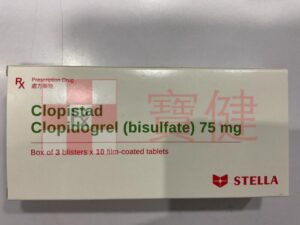 Rx Prescription Drug
處方藥物
Clopistad
Clopidogrel (bisulfate) 75 mg
Box of 3 blisters x 10 film-coated tablets
寶健
STELLA